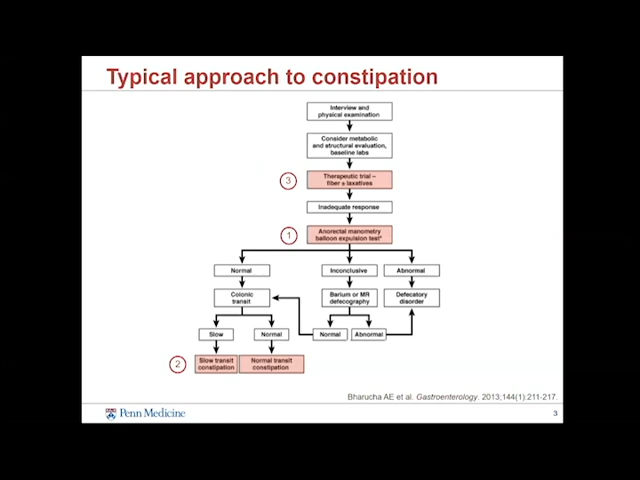 Typical approach to constipation
Interview and
physical examination
Consider metabolic
and structural evaluation,
baseline labs
3
Therapeutic trial –
fiber ± laxatives
Inadequate response
1
Anorectal manometry
balloon expulsion test*
Normal
Inconclusive
Abnormal
Colonic
transit
Barium or MR
defecography
Defecatory
disorder
Slow
Normal
Normal
Abnormal
2
Slow transit
constipation
Normal transit
constipation
Bharucha AE et al. Gastroenterology. 2013;144(1).211-217.
Penn Medicine
3